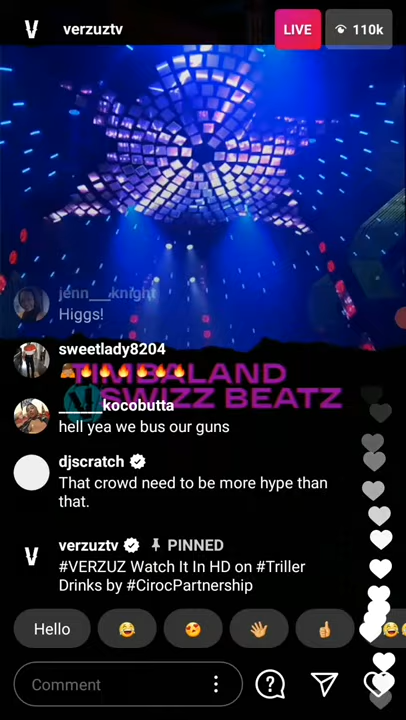 verzuztv
LIVE
110k
jenn___knight
Higgs!
sweetlady8204
TIMBALAND
SWIZZ BEATZ
kocobutta
hell yea we bus our guns
djscratch
That crowd need to be more hype than
that.
verzuztv PINNED
#VERZUZ Watch It In HD on #Triller
Drinks by #CirocPartnership
Hello
Comment